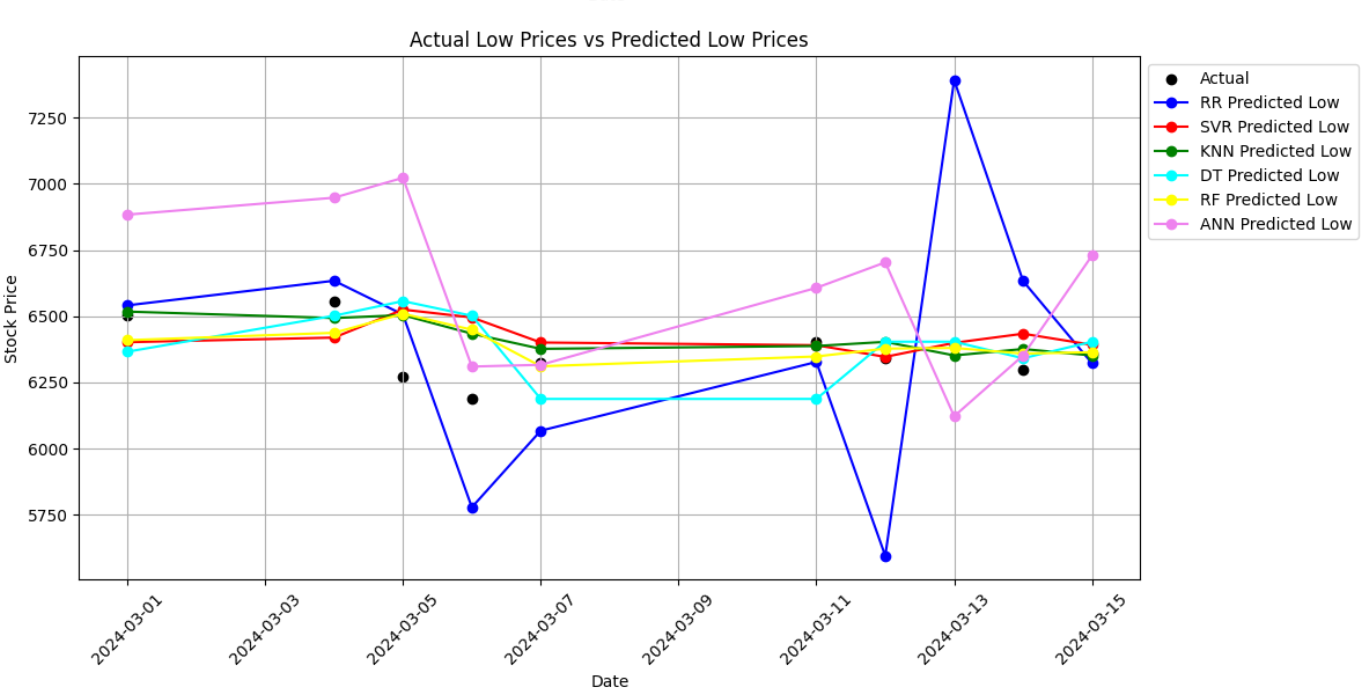 Actual Low Prices vs Predicted Low Prices
Actual
RR Predicted Low
SVR Predicted Low
KNN Predicted Low
DT Predicted Low
RF Predicted Low
ANN Predicted Low
Stock Price
7250
7000
6750
6500
6250
6000
5750
2024-03-01
2024-03-03
2024-03-05
2024-03-07
2024-03-09
2024-03-11
2024-03-13
2024-03-15
Date